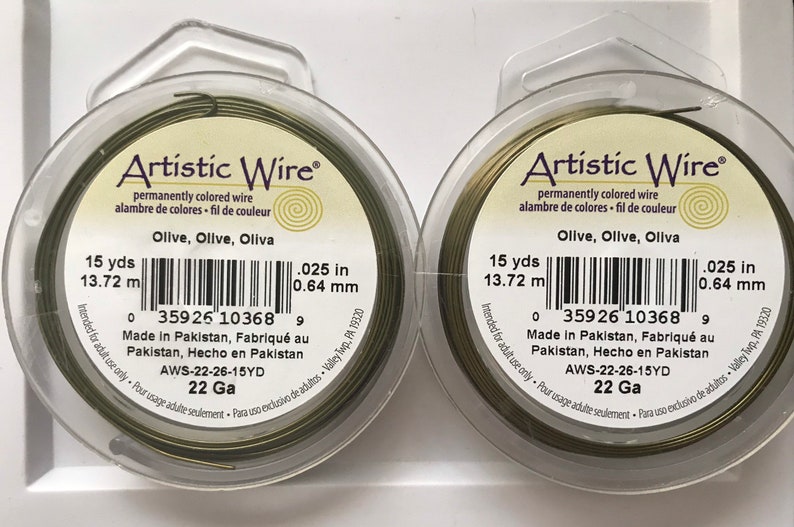 Artistic Wire®
permanently colored wire
alambre de colores • fil de couleur
Olive, Olive, Oliva
15 yds .025 in
13.72 m 0.64 mm
0 35926 10368 9
Made in Pakistan, Fabriqué au
Pakistan, Hecho en Pakistan
AWS-22-26-15YD
22 Ga
Intended for adult use only • Pour usage adulte seulement • Para uso exclusivo de adultos • Valley Twp, PA 19320
Artistic Wire®
permanently colored wire
alambre de colores • fil de couleur
Olive, Olive, Oliva
15 yds .025 in
13.72 m 0.64 mm
0 35926 10368 9
Made in Pakistan, Fabriqué au
Pakistan, Hecho en Pakistan
AWS-22-26-15YD
22 Ga
Intended for adult use only • Pour usage adulte seulement • Para uso exclusivo de adultos • Valley Twp, PA 19320